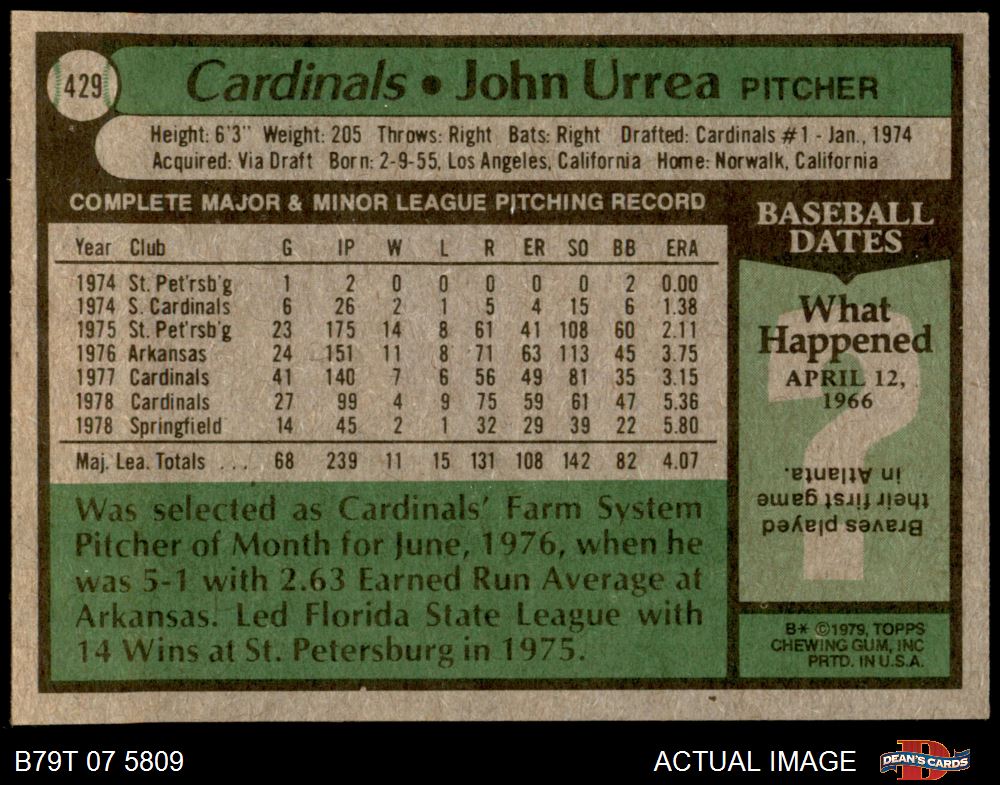 429
Cardinals • John Urrea PITCHER
Height: 6'3" Weight: 205 Throws: Right Bats: Right Drafted: Cardinals #1 - Jan., 1974
Acquired: Via Draft Born: 2-9-55, Los Angeles, California Home: Norwalk, California
COMPLETE MAJOR & MINOR LEAGUE PITCHING RECORD
Year Club G IP W L R ER SO BB ERA
1974 St. Pet'rsb'g 1 2 0 0 0 0 0 2 0.00
1974 S. Cardinals 6 26 2 1 5 4 15 6 1.38
1975 St. Pet'rsb'g 23 175 14 8 61 41 108 60 2.11
1976 Arkansas 24 151 11 8 71 63 113 45 3.75
1977 Cardinals 41 140 7 6 56 49 81 35 3.15
1978 Cardinals 27 99 4 9 75 59 61 47 5.36
1978 Springfield 14 45 2 1 32 29 39 22 5.80
Maj. Lea. Totals ... 68 239 11 15 131 108 142 82 4.07
Was selected as Cardinals' Farm System
Pitcher of Month for June, 1976, when he
was 5-1 with 2.63 Earned Run Average at
Arkansas. Led Florida State League with
14 Wins at St. Petersburg in 1975.
BASEBALL
DATES
What
Happened
APRIL 12,
1966
Braves played
their first game
in Atlanta.
B* ©1979, TOPPS
CHEWING GUM, INC
PRTD. IN U.S.A.
B79T 07 5809
ACTUAL IMAGE
D
DEAN'S CARDS